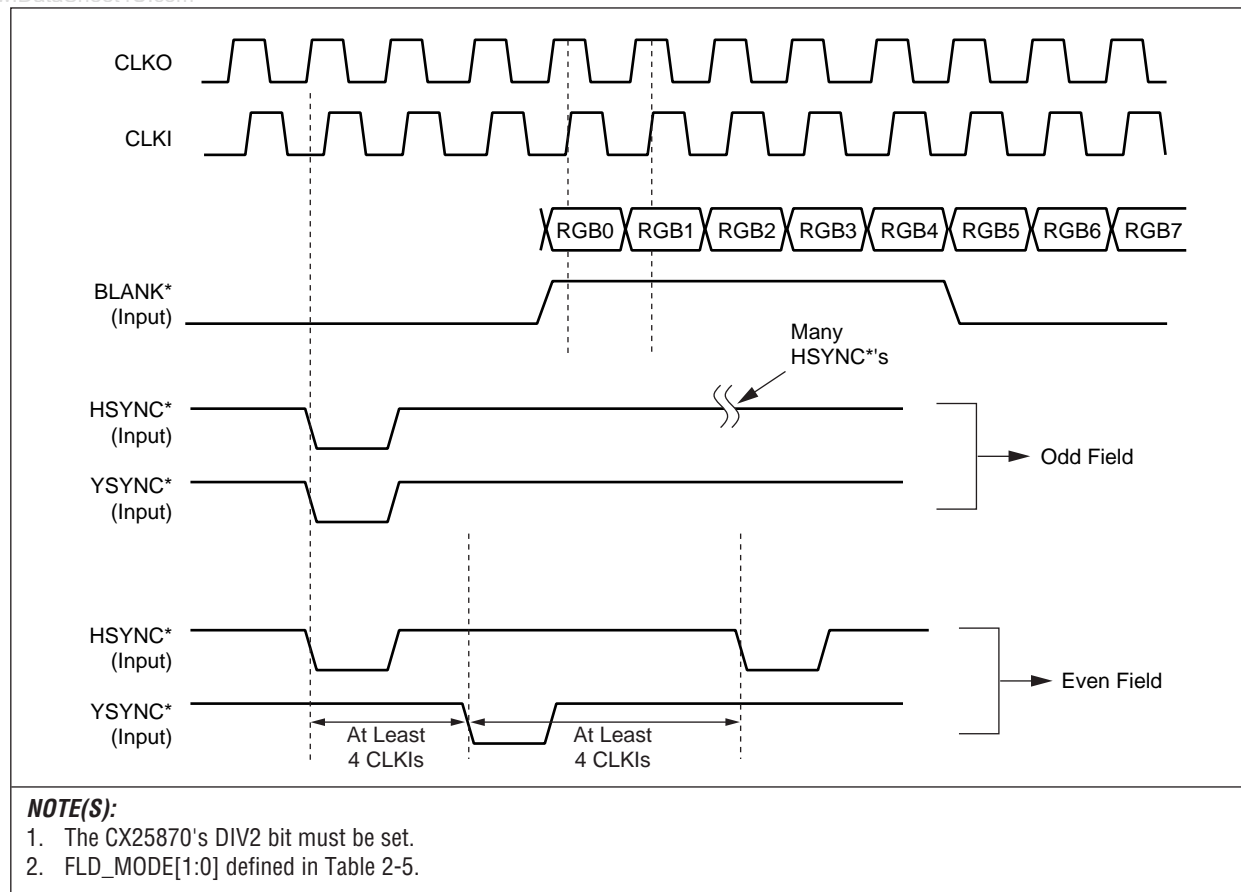 CLKO
CLKI
RGB0 RGB1 RGB2 RGB3 RGB4 RGB5 RGB6 RGB7
BLANK*
(Input)
Many
HSYNC*'s
HSYNC*
(Input)
Odd Field
YSYNC*
(Input)
HSYNC*
(Input)
Even Field
YSYNC*
(Input)
At Least
4 CLKIs
At Least
4 CLKIs
NOTE(S):
1. The CX25870's DIV2 bit must be set.
2. FLD_MODE[1:0] defined in Table 2-5.